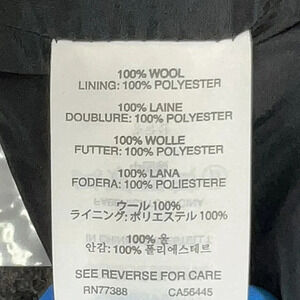 100% WOOL
LINING: 100% POLYESTER
100% LAINE
DOUBLURE: 100% POLYESTER
100% WOLLE
FUTTER: 100% POLYESTER
100% LANA
FODERA: 100% POLIESTERE
ウール 100%
ライニング: ポリエステル 100%
100% 울
안감: 100% 폴리에스테르
SEE REVERSE FOR CARE
RN77388 CA56445